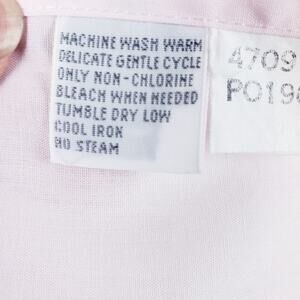 MACHINE WASH WARM
DELICATE GENTLE CYCLE
ONLY NON-CHLORINE
BLEACH WHEN NEEDED
TUMBLE DRY LOW
COOL IRON
NO STEAM
4709